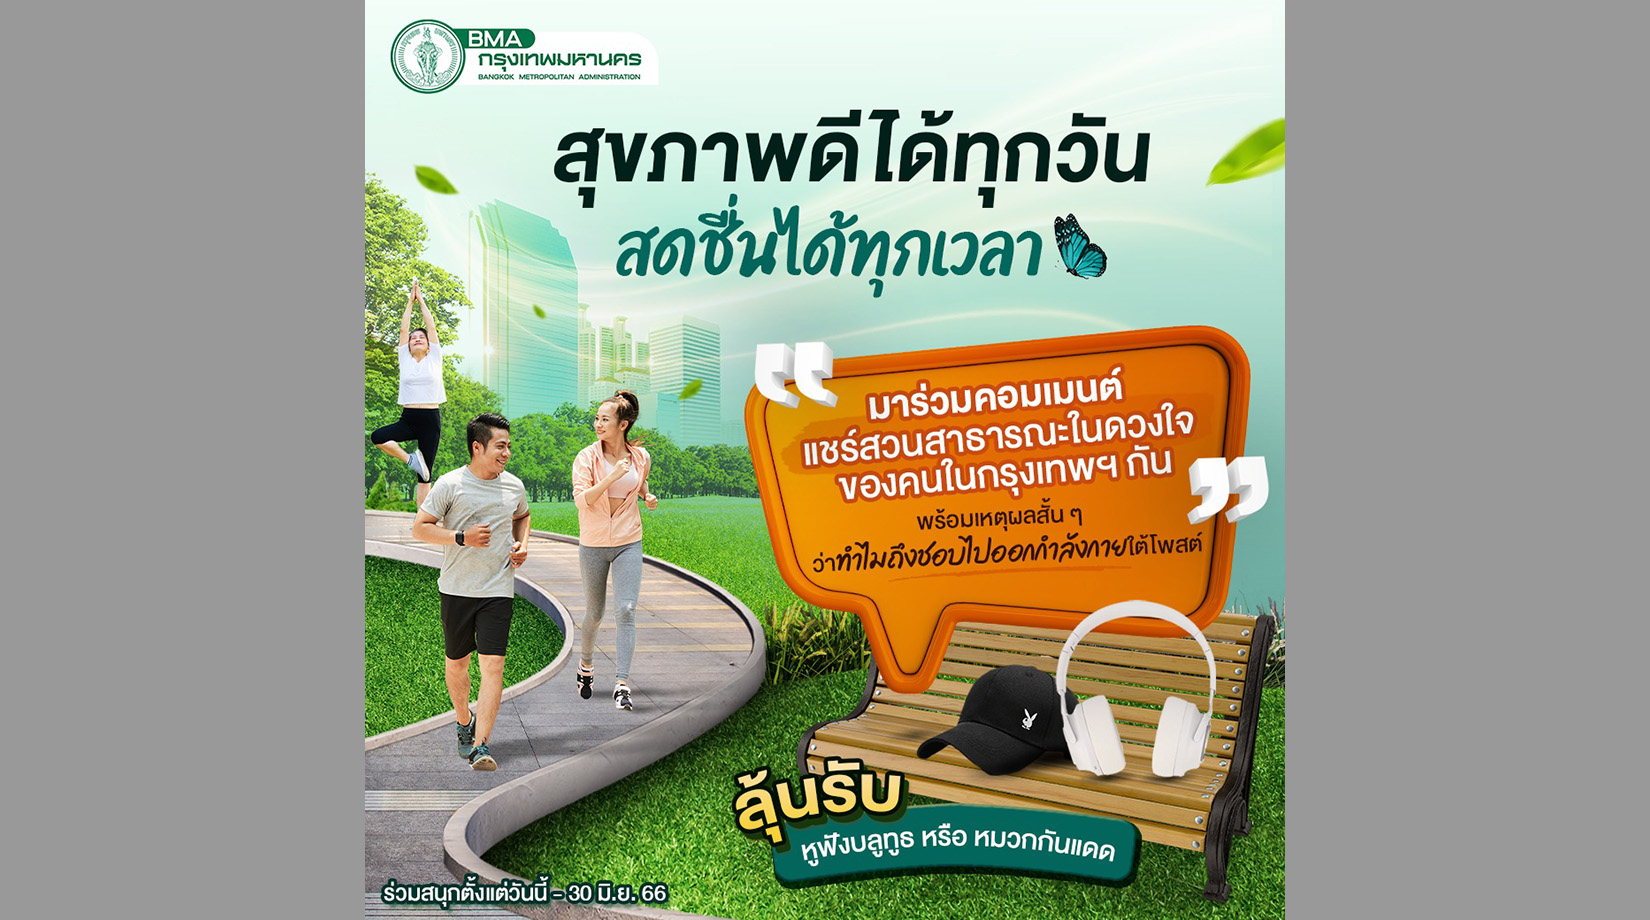 BMA
กรุงเทพมหานคร
BANGKOK METROPOLITAN ADMINISTRATION
สุขภาพดีได้ทุกวัน
สดชื่นได้ทุกเวลา
“
มาร่วมคอมเมนต์
แชร์สวนสาธารณะในดวงใจ
ของคนในกรุงเทพฯ กัน
”
พร้อมเหตุผลสั้น ๆ
ว่าทำไมถึงชอบไปออกกำลังกายใต้โพสต์
ลุ้นรับ
หูฟังบลูทูธ หรือ หมวกกันแดด
ร่วมสนุกตั้งแต่วันนี้ - 30 มิ.ย. 66